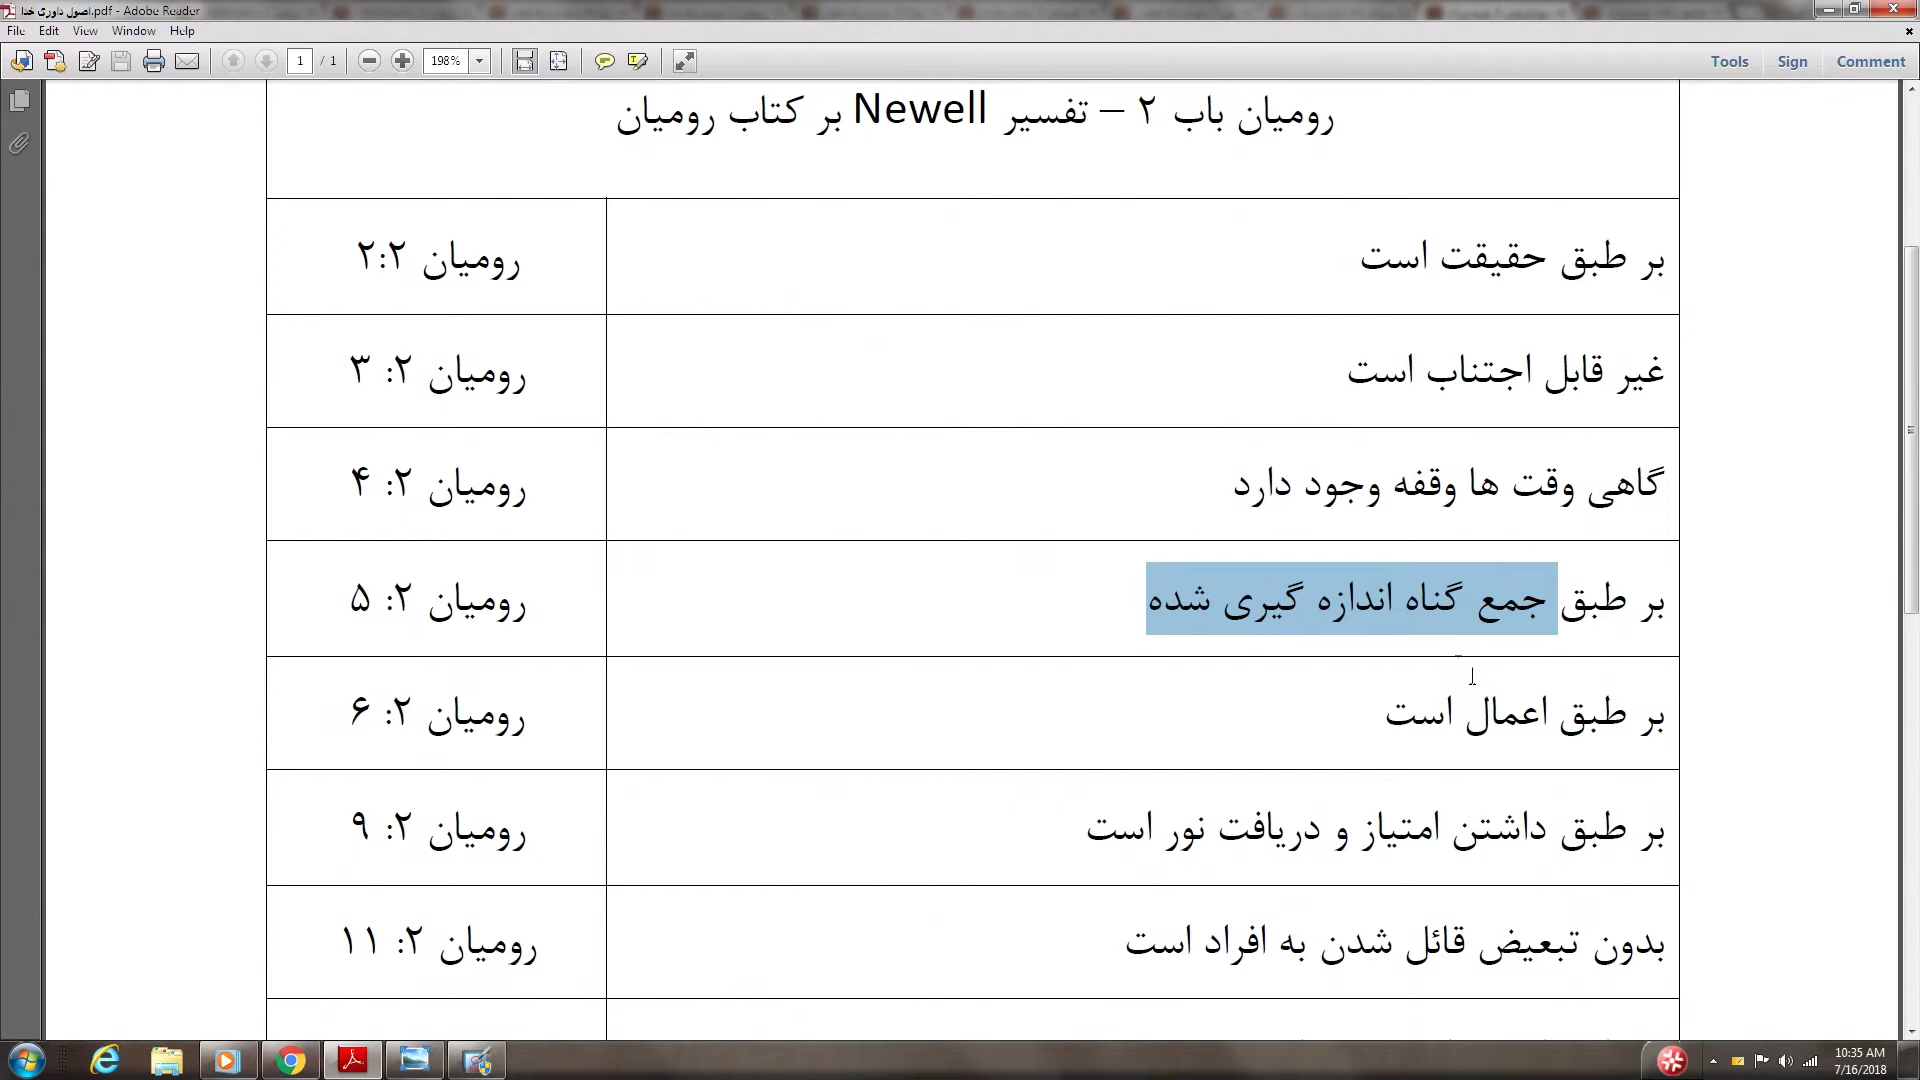 اصول داوری خدا.pdf - Adobe Reader
File Edit View Window Help
1 / 1 198% Tools Sign Comment
رومیان باب ۲ – تفسیر Newell بر کتاب رومیان
بر طبق حقیقت است رومیان ۲:۲
غیر قابل اجتناب است رومیان ۲: ۳
گاهی وقت ها وقفه وجود دارد رومیان ۲: ۴
بر طبق جمع گناه اندازه گیری شده رومیان ۲: ۵
بر طبق اعمال است رومیان ۲: ۶
بر طبق داشتن امتیاز و دریافت نور است رومیان ۲: ۹
بدون تبعیض قائل شدن به افراد است رومیان ۲: ۱۱
10:35 AM
7/16/2018